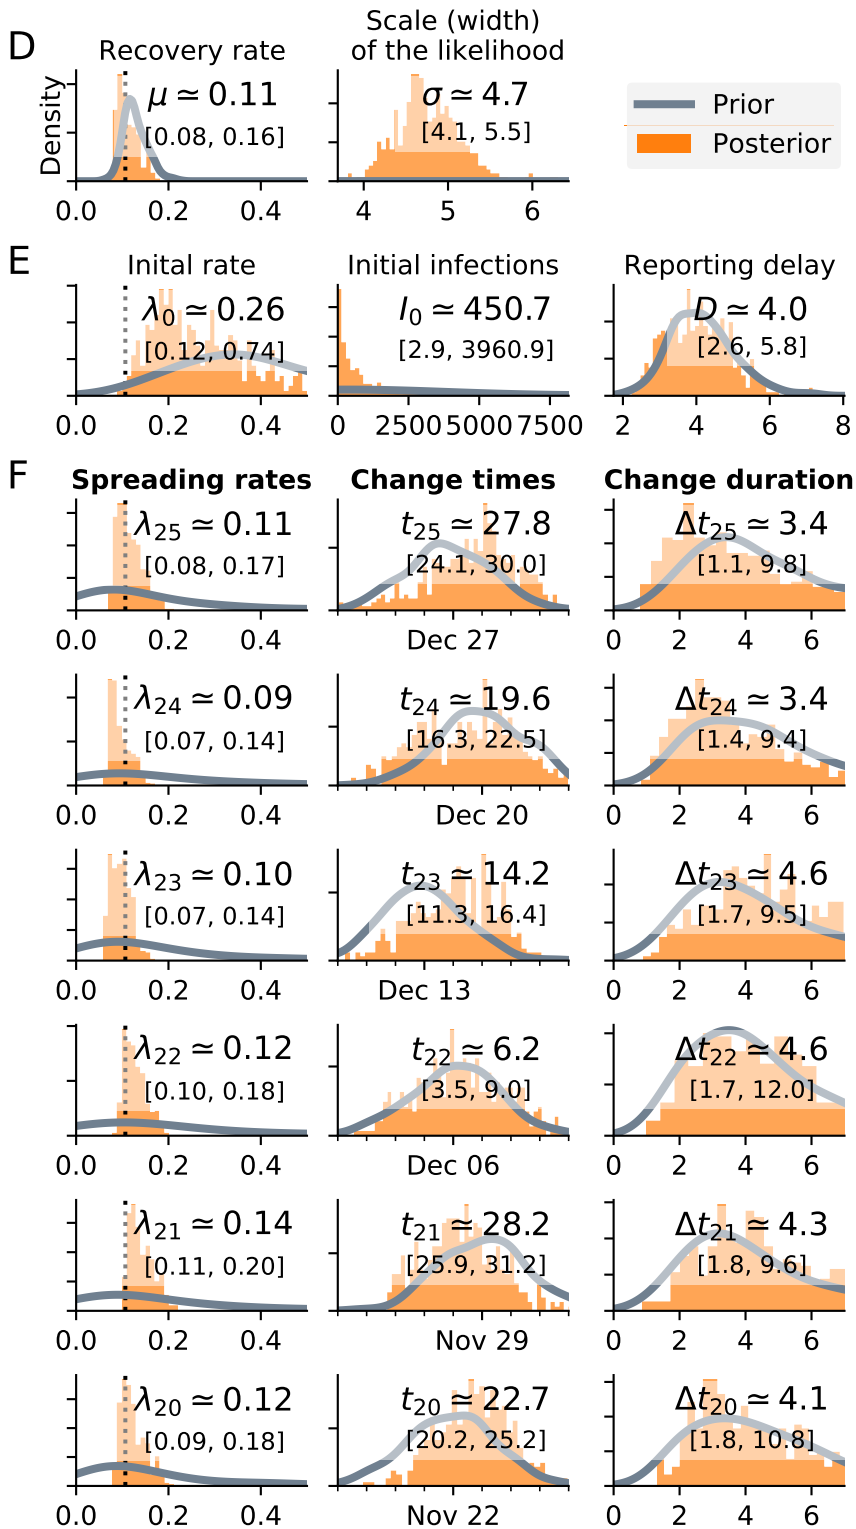 D
Recovery rate
Scale (width)
of the likelihood
Density
μ ≃ 0.11
[0.08, 0.16]
σ ≃ 4.7
[4.1, 5.5]
Prior
Posterior
0.0 0.2 0.4
4 5 6
E
Inital rate
Initial infections
Reporting delay
λ0 ≃ 0.26
[0.12, 0.74]
I0 ≃ 450.7
[2.9, 3960.9]
D ≃ 4.0
[2.6, 5.8]
0.0 0.2 0.4
0 2500 5000 7500
2 4 6 8
F
Spreading rates
Change times
Change duration
λ25 ≃ 0.11
[0.08, 0.17]
t25 ≃ 27.8
[24.1, 30.0]
Δt25 ≃ 3.4
[1.1, 9.8]
0.0 0.2 0.4
Dec 27
0 2 4 6
λ24 ≃ 0.09
[0.07, 0.14]
t24 ≃ 19.6
[16.3, 22.5]
Δt24 ≃ 3.4
[1.4, 9.4]
0.0 0.2 0.4
Dec 20
0 2 4 6
λ23 ≃ 0.10
[0.07, 0.14]
t23 ≃ 14.2
[11.3, 16.4]
Δt23 ≃ 4.6
[1.7, 9.5]
0.0 0.2 0.4
Dec 13
0 2 4 6
λ22 ≃ 0.12
[0.10, 0.18]
t22 ≃ 6.2
[3.5, 9.0]
Δt22 ≃ 4.6
[1.7, 12.0]
0.0 0.2 0.4
Dec 06
0 2 4 6
λ21 ≃ 0.14
[0.11, 0.20]
t21 ≃ 28.2
[25.9, 31.2]
Δt21 ≃ 4.3
[1.8, 9.6]
0.0 0.2 0.4
Nov 29
0 2 4 6
λ20 ≃ 0.12
[0.09, 0.18]
t20 ≃ 22.7
[20.2, 25.2]
Δt20 ≃ 4.1
[1.8, 10.8]
0.0 0.2 0.4
Nov 22
0 2 4 6